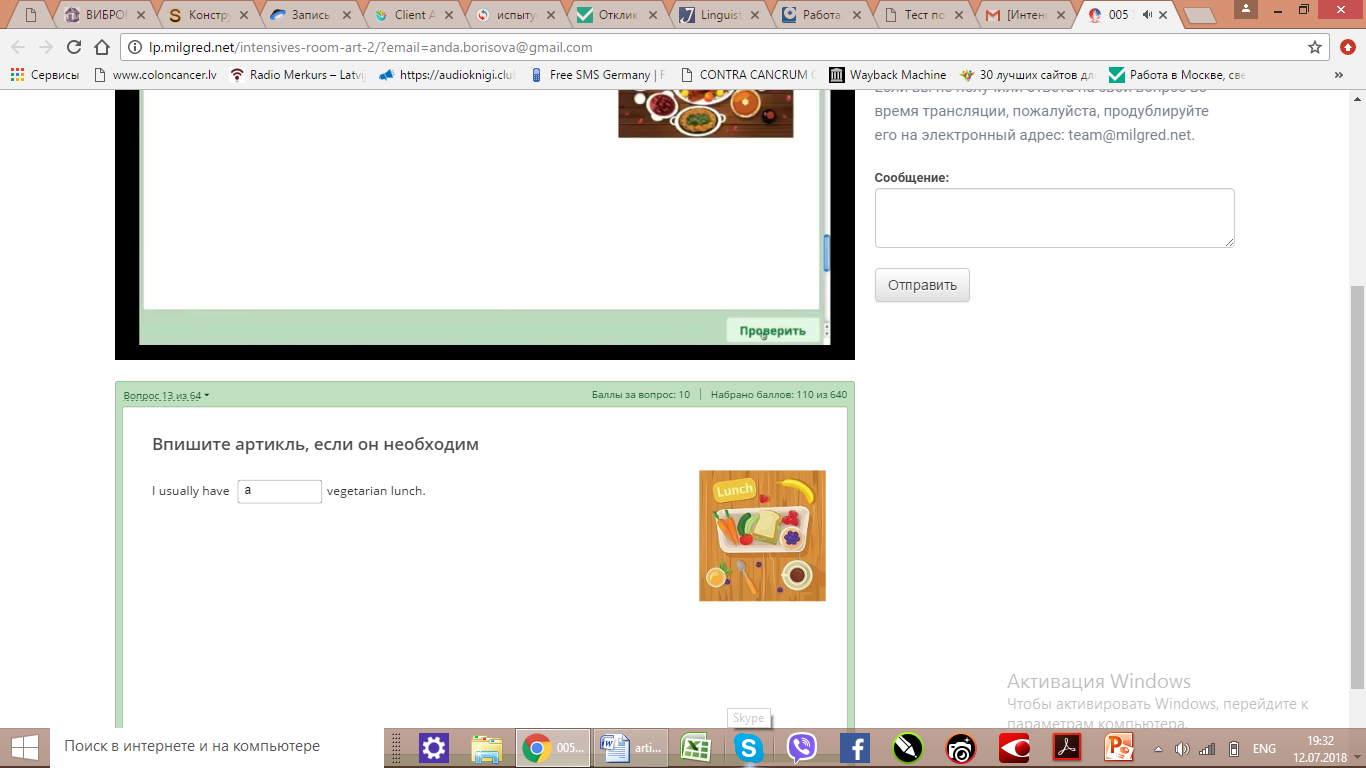 ВИБРОМ
Констру
Запись
Client A
испыту
Отклик
Linguist
Работа
Тест по
[Интенс
005
lp.milgred.net/intensives-room-art-2/?email=anda.borisova@gmail.com
Сервисы
www.coloncancer.lv
Radio Merkurs – Latvij
https://audioknigi.clu
Free SMS Germany | F
CONTRA CANCRUM
Wayback Machine
30 лучших сайтов дл
Работа в Москве, све
»
время трансляции, пожалуйста, продублируйте
его на электронный адрес: team@milgred.net.
Сообщение:
Отправить
Проверить
Вопрос 13 из 64
Баллы за вопрос: 10 | Набрано баллов: 110 из 640
Впишите артикль, если он необходим
I usually have a vegetarian lunch.
Lunch
Активация Windows
Чтобы активировать Windows, перейдите к
параметрам компьютера.
Skype
Поиск в интернете и на компьютере
005...
arti...
ENG
19:32
12.07.2018